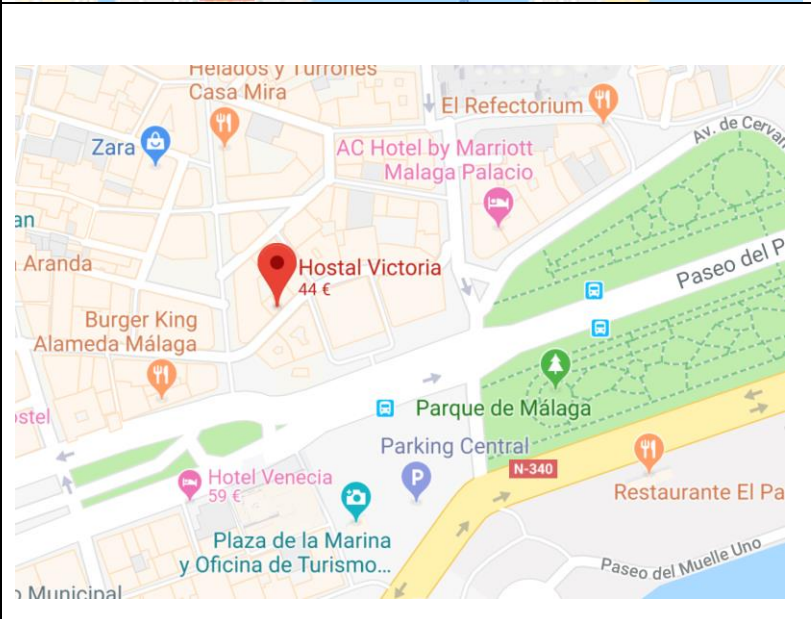 Helados y Turrones
Casa Mira
El Refectorium
Av. de Cervan
Zara
AC Hotel by Marriott
Malaga Palacio
an
Aranda
Hostal Victoria
44 €
Paseo del P
Burger King
Alameda Málaga
Parque de Málaga
ostel
Parking Central
P
N-340
Hotel Venecia
59 €
Restaurante El Pa
Plaza de la Marina
y Oficina de Turismo...
Paseo del Muelle Uno
o Municipal